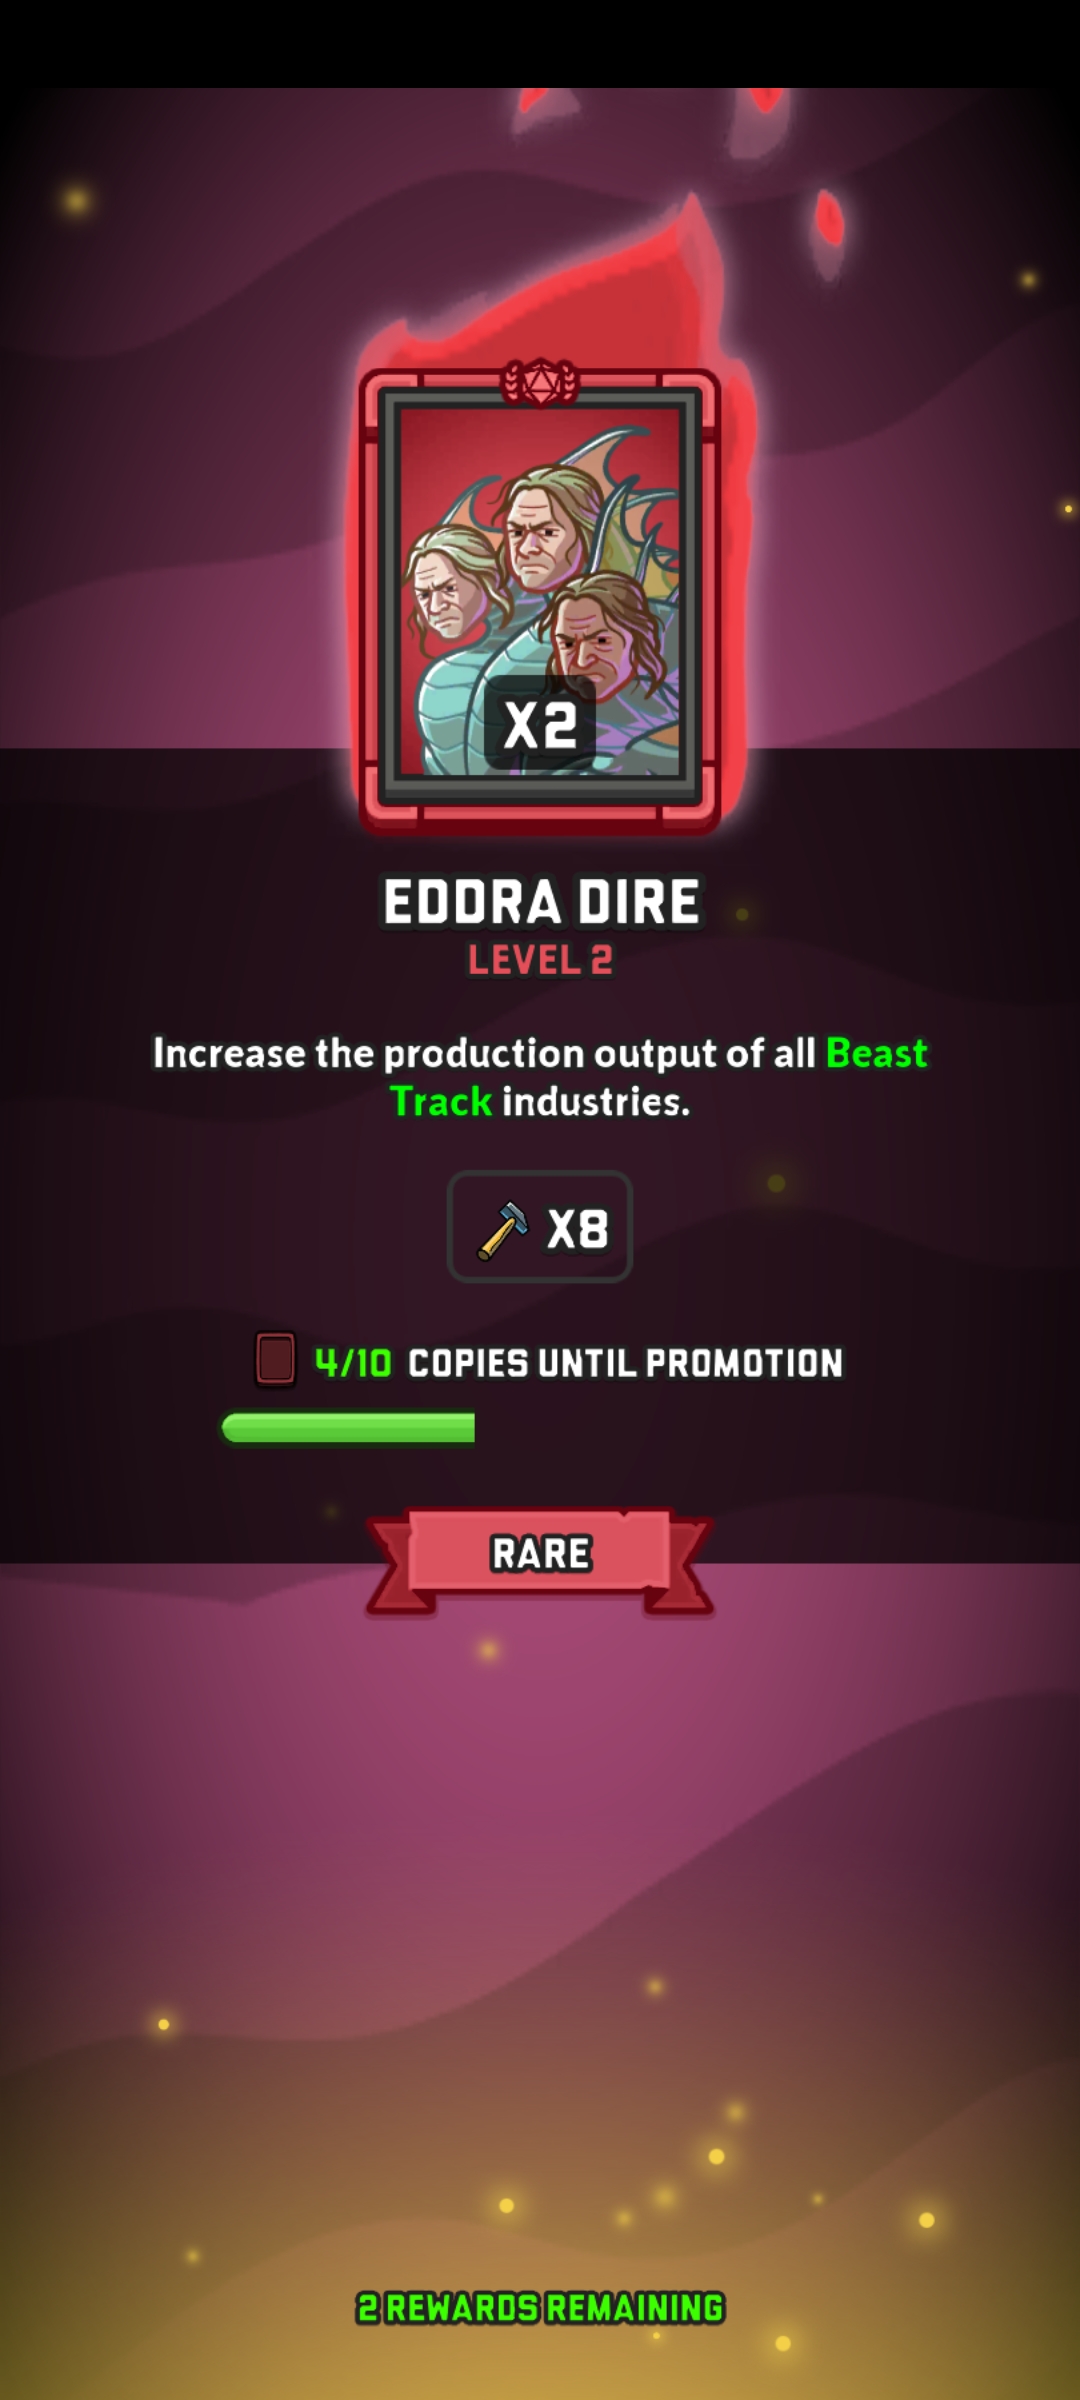 X2
EDDRA DIRE
LEVEL 2
Increase the production output of all Beast
Track industries.
X8
4/10 COPIES UNTIL PROMOTION
RARE
2 REWARDS REMAINING